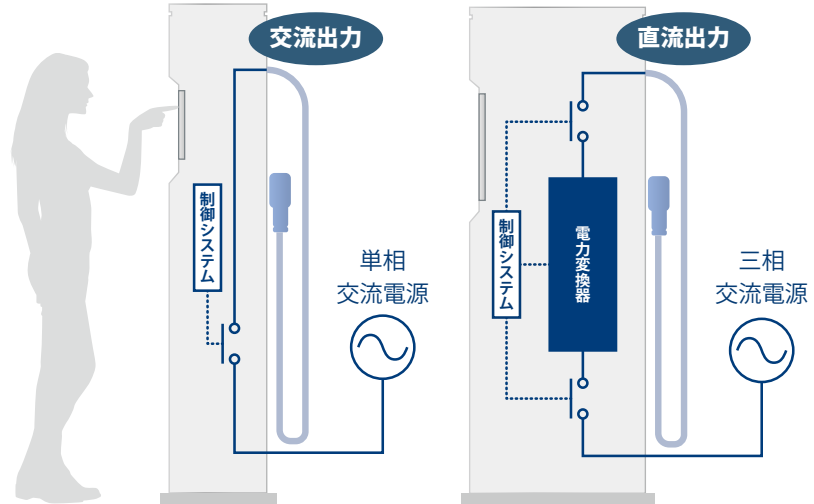 交流出力
制御システム
単相
交流電源
直流出力
制御システム
電力変換器
三相
交流電源